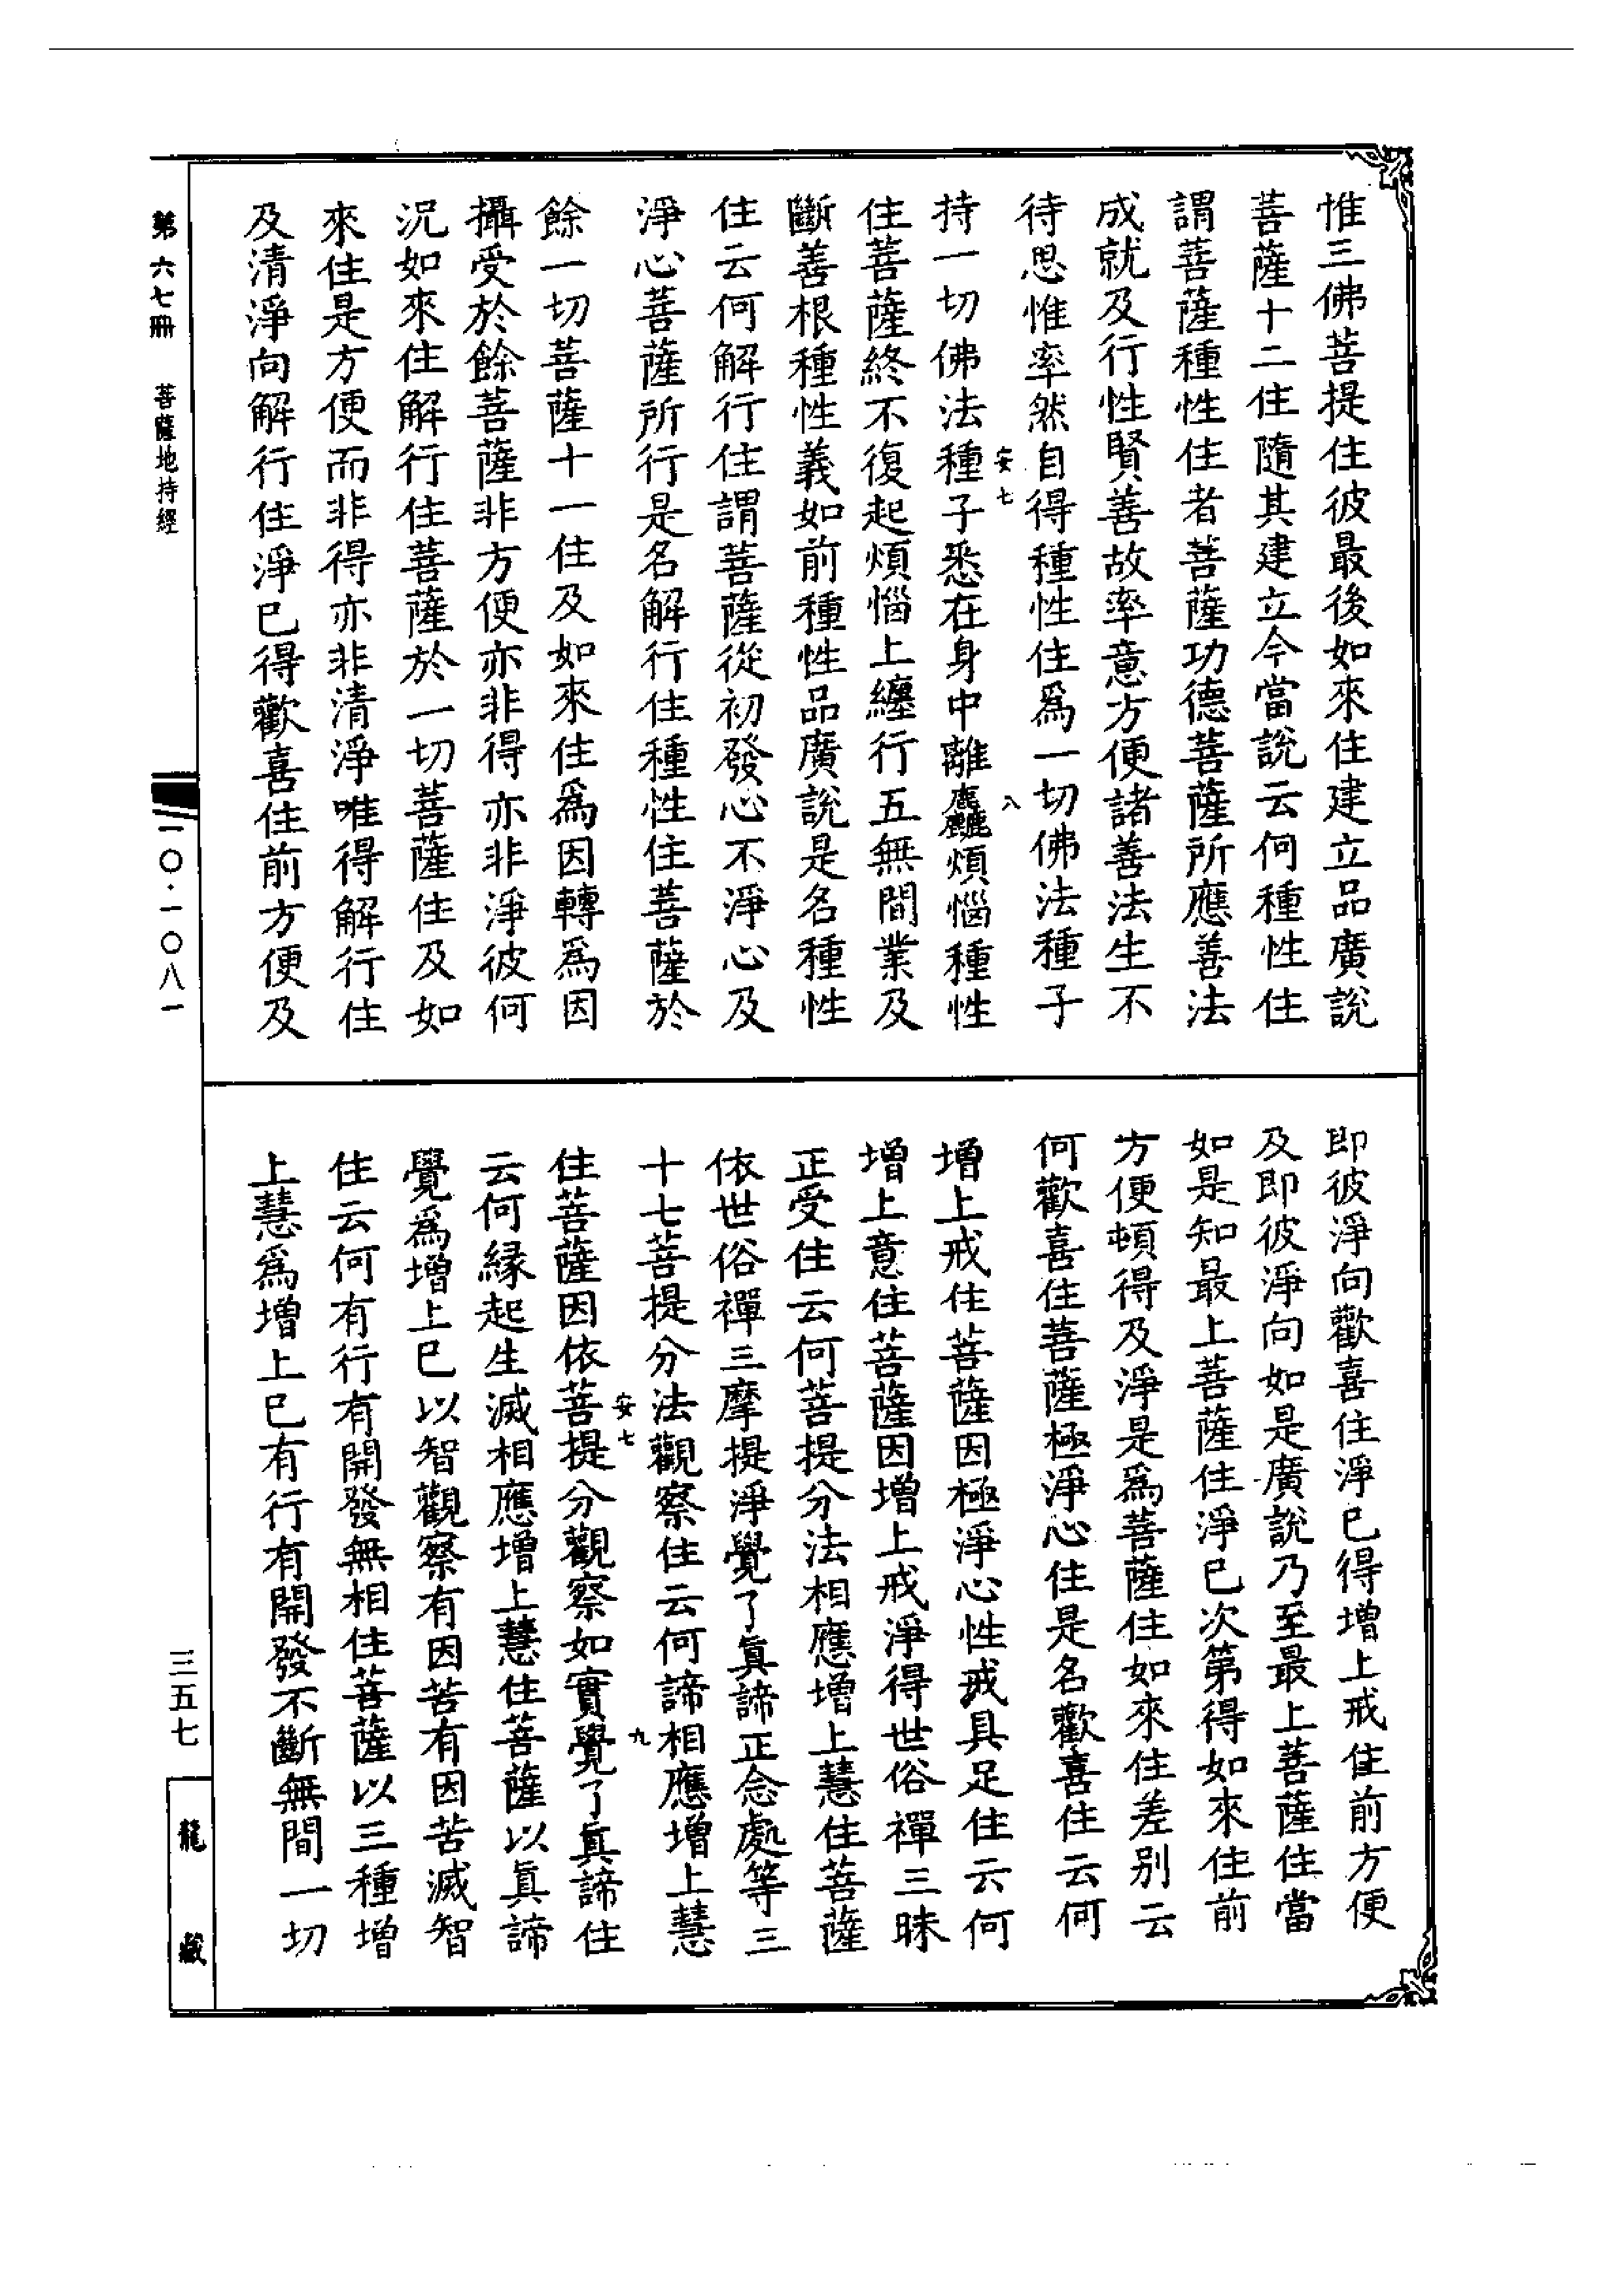 惟三佛菩提住彼最後如來住建立品廣說
菩薩十二住隨其建立今當說云何種性住
謂菩薩種性住者菩薩功德菩薩所應善法
成就及行性賢善故率意方便諸善法生不
待思惟率然自得種性住爲一切佛法種子
安七 八
持一切佛法種子悉在身中離麤煩惱種性
住菩薩終不復起煩惱上纏行五無間業及
斷善根種性義如前種性品廣說是名種性
住云何解行住謂菩薩從初發心不淨心及
淨心菩薩所行是名解行住種性住菩薩於
餘一切菩薩十一住及如來住爲因轉爲因
攝受於餘菩薩非方便亦非得亦非淨彼何
況如來住解行住菩薩於一切菩薩住及如
來住是方便而非得亦非清淨唯得解行住
及清淨向解行住淨已得歡喜住前方便及
即彼淨向歡喜住淨已得增上戒住前方便
及即彼淨向如是廣說乃至最上菩薩住當
如是知最上菩薩住淨已次第得如來住前
方便頓得及淨是爲菩薩住如來住差別云
何歡喜住菩薩極淨心住是名歡喜住云何
增上戒住菩薩因極淨心性戒具足住云何
增上意住菩薩因增上戒淨得世俗禪三昧
正受住云何菩提分法相應增上慧住菩薩
依世俗禪三摩提淨覺了眞諦正念處等三
十七菩提分法觀察住云何諦相應增上慧
安七 九
住菩薩因依菩提分觀察如實覺了眞諦住
云何緣起生滅相應增上慧住菩薩以眞諦
覺爲增上已以智觀察有因苦有因苦滅智
住云何有行有開發無相住菩薩以三種增
上慧爲增上已有行有開發不斷無間一切
第六七冊 菩薩地持經
一〇·一〇八一
三五七
龍藏